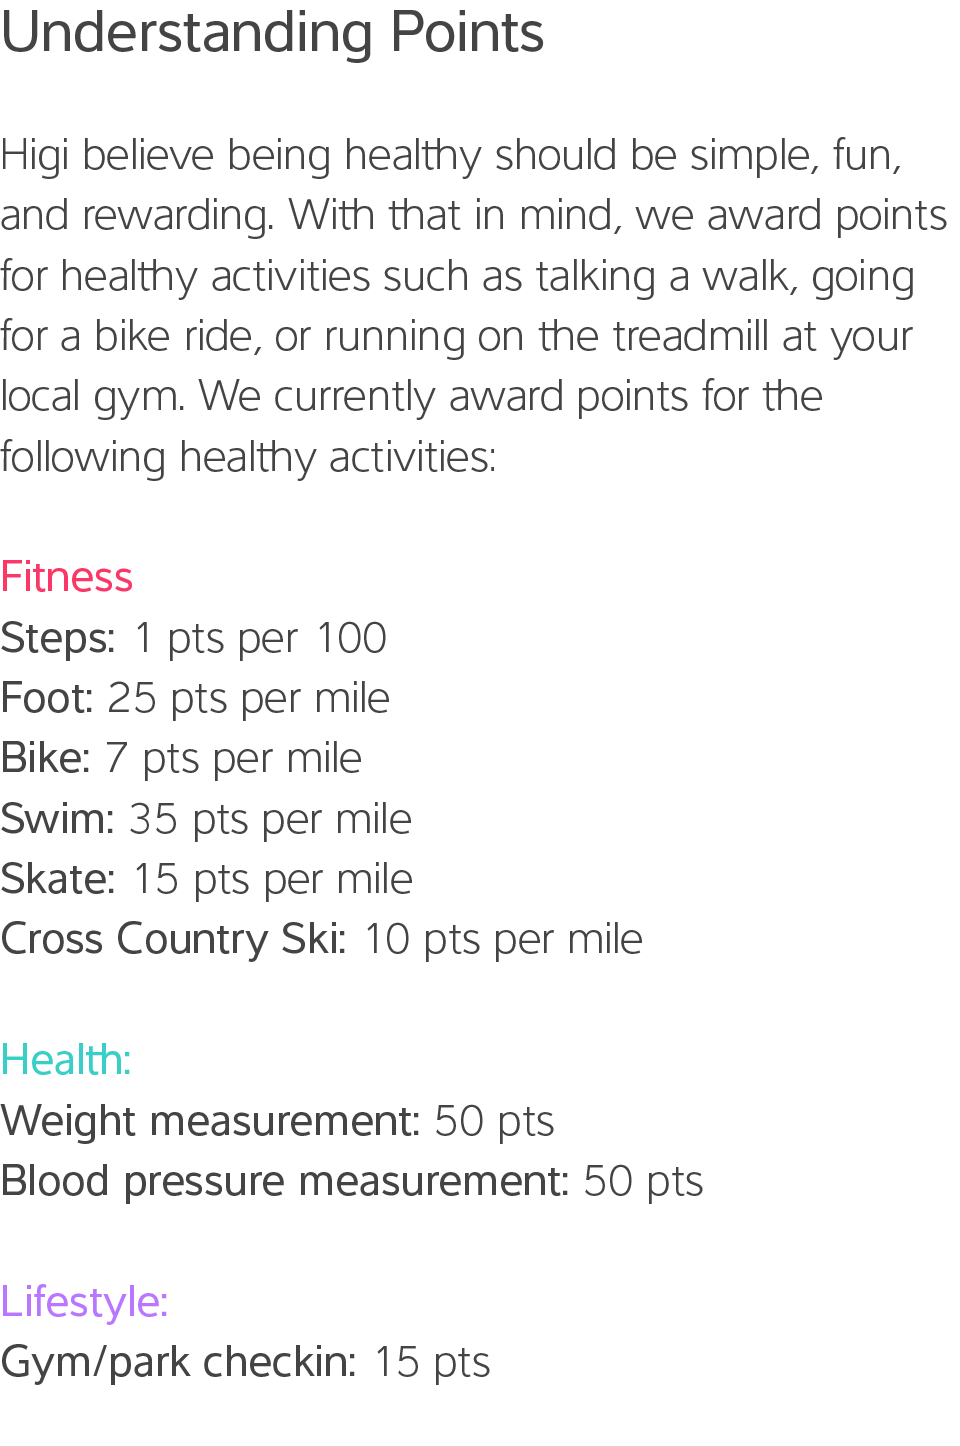 Understanding Points
Higi believe being healthy should be simple, fun,
and rewarding. With that in mind, we award points
for healthy activities such as talking a walk, going
for a bike ride, or running on the treadmill at your
local gym. We currently award points for the
following healthy activities:
Fitness
Steps: 1 pts per 100
Foot: 25 pts per mile
Bike: 7 pts per mile
Swim: 35 pts per mile
Skate: 15 pts per mile
Cross Country Ski: 10 pts per mile
Health:
Weight measurement: 50 pts
Blood pressure measurement: 50 pts
Lifestyle:
Gym/park checkin: 15 pts